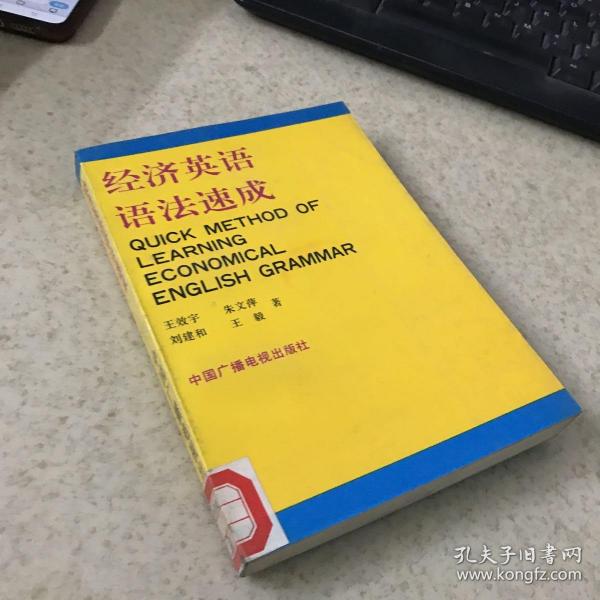 经济英语
语法速成
QUICK METHOD OF
LEARNING
ECONOMICAL
ENGLISH GRAMMAR
王效宇 朱文萍 著
刘建和 王毅
中国广播电视出版社
孔夫子旧書网
www.kongfz.com